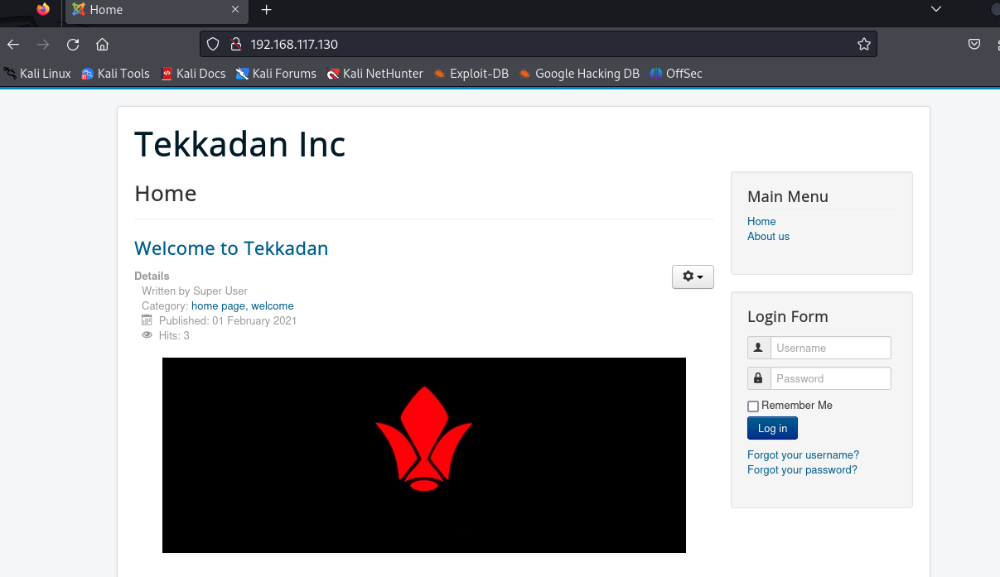 Home
192.168.117.130
Kali Linux Kali Tools Kali Docs Kali Forums Kali NetHunter Exploit-DB Google Hacking DB OffSec
Tekkadan Inc
Home
Welcome to Tekkadan
Details
Written by Super User
Category: home page, welcome
Published: 01 February 2021
Hits: 3
Main Menu
Home
About us
Login Form
Username
Password
Remember Me
Log in
Forgot your username?
Forgot your password?